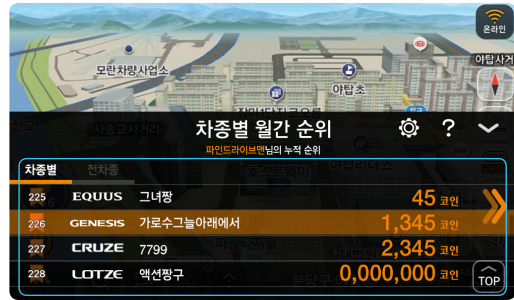 온라인
야탑사거
모란차량사업소
야탑초
차종별 월간 순위
?
파인드라이브맨님의 누적 순위
차종별 전차종
225 EQUUS 그녀짱 45 코인
226 GENESIS 가로수그늘아래에서 1,345 코인
227 CRUZE 7799 2,345 코인
228 LOTZE 액션짱구 0,000,000 코인
TOP